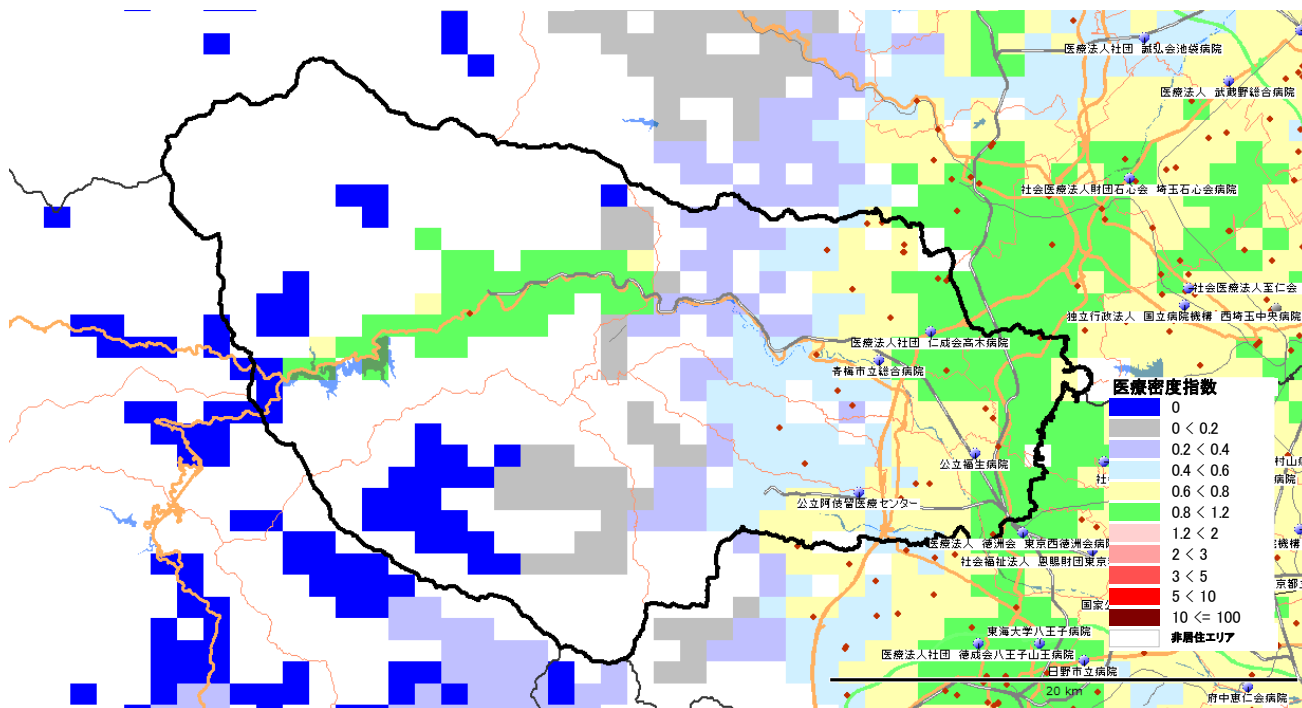 医療法人社団 誠弘会池袋病院
医療法人 武蔵野総合病院
社会医療法人財団石心会 埼玉石心会病院
社会医療法人至仁会
独立行政法人 国立病院機構 西埼玉中央病院
医療法人社団 仁成会高木病院
青梅市立総合病院
医療密度指数
0
0 < 0.2
0.2 < 0.4
0.4 < 0.6
0.6 < 0.8
0.8 < 1.2
1.2 < 2
2 < 3
3 < 5
5 < 10
10 <= 100
非居住エリア
公立福生病院
村山
病院
公立阿伎留医療センター
医療法人 徳洲会 東京西徳洲会病
社会福祉法人 恩賜財団東京
院機構
京都
国家公
東海大学八王子病院
医療法人社団 徳成会八王子山王病院
日野市立病院
20 km
府中恵仁会病院